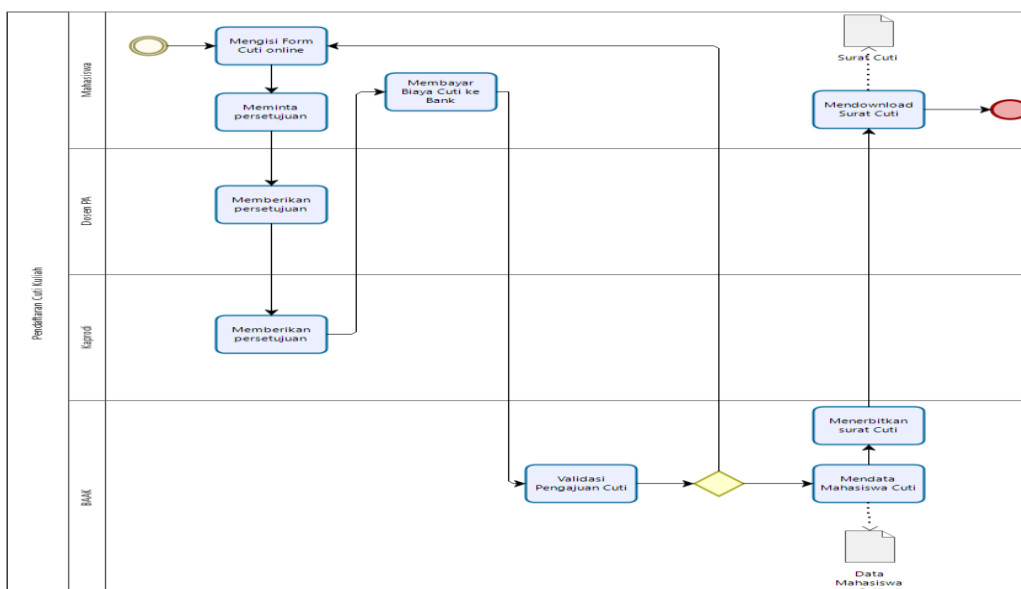 Pendaftaran Cuti Kuliah
Mahasiswa
Mengisi Form
Cuti online
Meminta
persetujuan
Membayar
Biaya Cuti ke
Bank
Surat Cuti
Mendownload
Surat Cuti
Dosen PA
Memberikan
persetujuan
Kaprodi
Memberikan
persetujuan
BAAK
Validasi
Pengajuan Cuti
Menerbitkan
surat Cuti
Mendata
Mahasiswa Cuti
Data
Mahasiswa